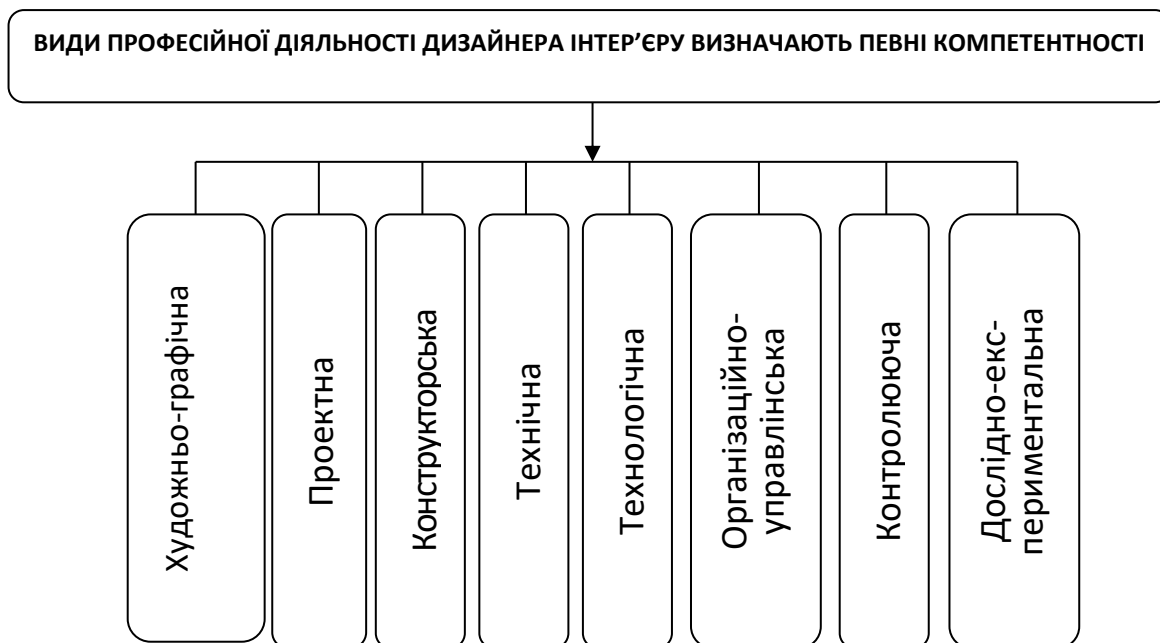 ВИДИ ПРОФЕСІЙНОЇ ДІЯЛЬНОСТІ ДИЗАЙНЕРА ІНТЕР’ЄРУ ВИЗНАЧАЮТЬ ПЕВНІ КОМПЕТЕНТНОСТІ
Художньо-графічна
Проектна
Конструкторська
Технічна
Технологічна
Організаційно-
управлінська
Контролююча
Дослідно-екс-
периментальна